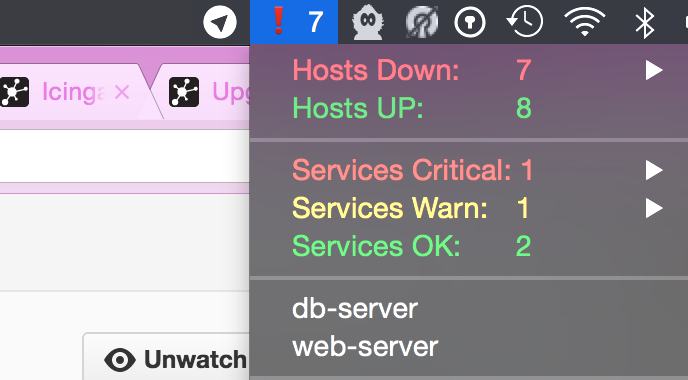 ❗ 7
Icinga
Upg
Hosts Down: 7
Hosts UP: 8
Services Critical: 1
Services Warn: 1
Services OK: 2
db-server
web-server
Unwatch